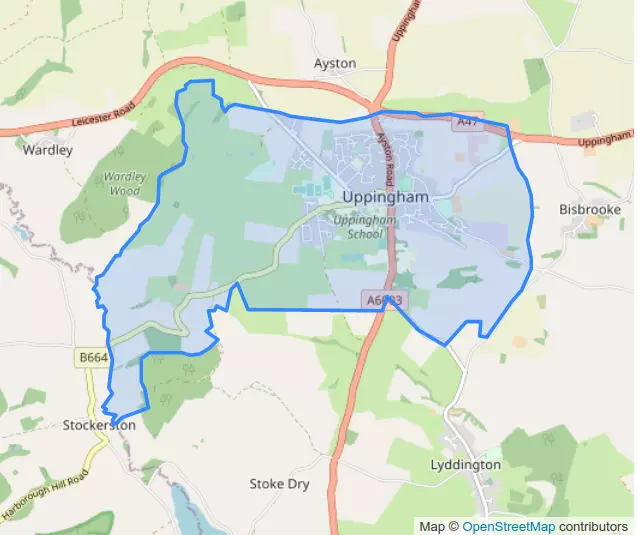 Uppingham
Ayston
Leicester Road
A47
Uppingham
Wardley
Ayston Road
Wardley
Wood
Uppingham
Bisbrooke
Uppingham
School
A6003
B664
Stockerston
Lyddington
Harborough Hill Road
Stoke Dry
Map © OpenStreetMap contributors